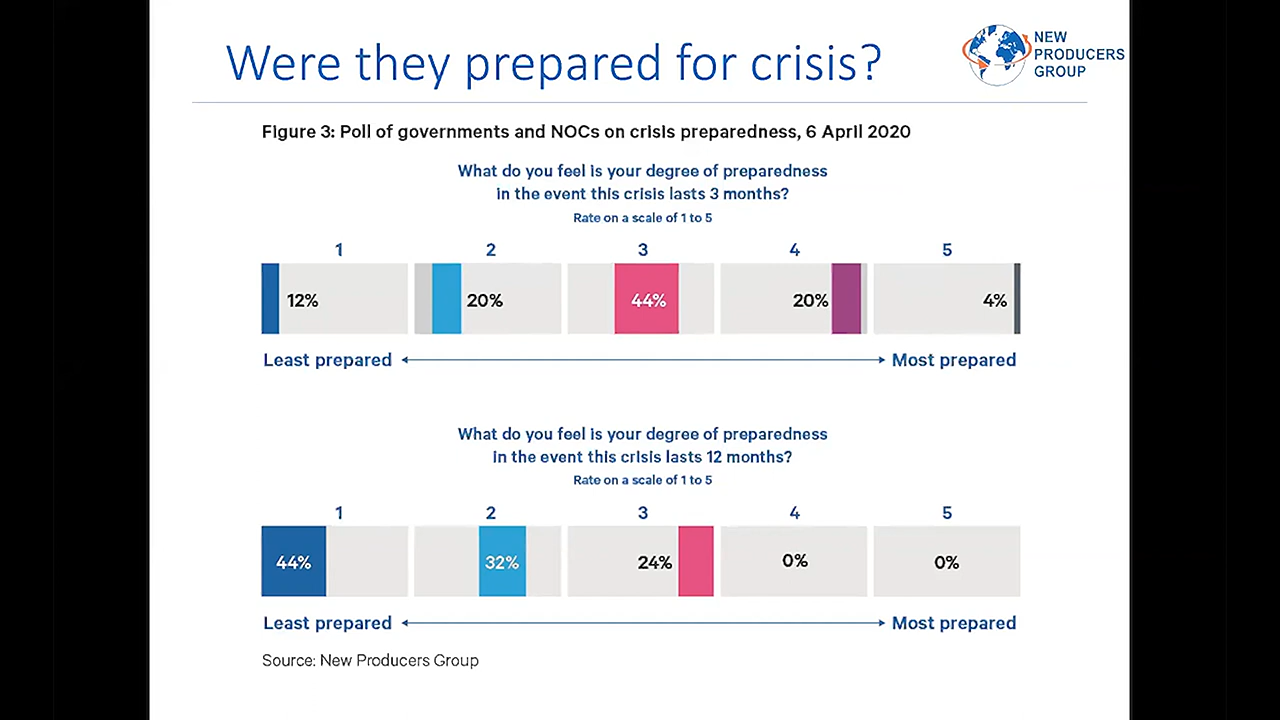 Were they prepared for crisis?
NEW
PRODUCERS
GROUP
Figure 3: Poll of governments and NOCs on crisis preparedness, 6 April 2020
What do you feel is your degree of preparedness
in the event this crisis lasts 3 months?
Rate on a scale of 1 to 5
1 2 3 4 5
12% 20% 44% 20% 4%
Least prepared Most prepared
What do you feel is your degree of preparedness
in the event this crisis lasts 12 months?
Rate on a scale of 1 to 5
1 2 3 4 5
44% 32% 24% 0% 0%
Least prepared Most prepared
Source: New Producers Group